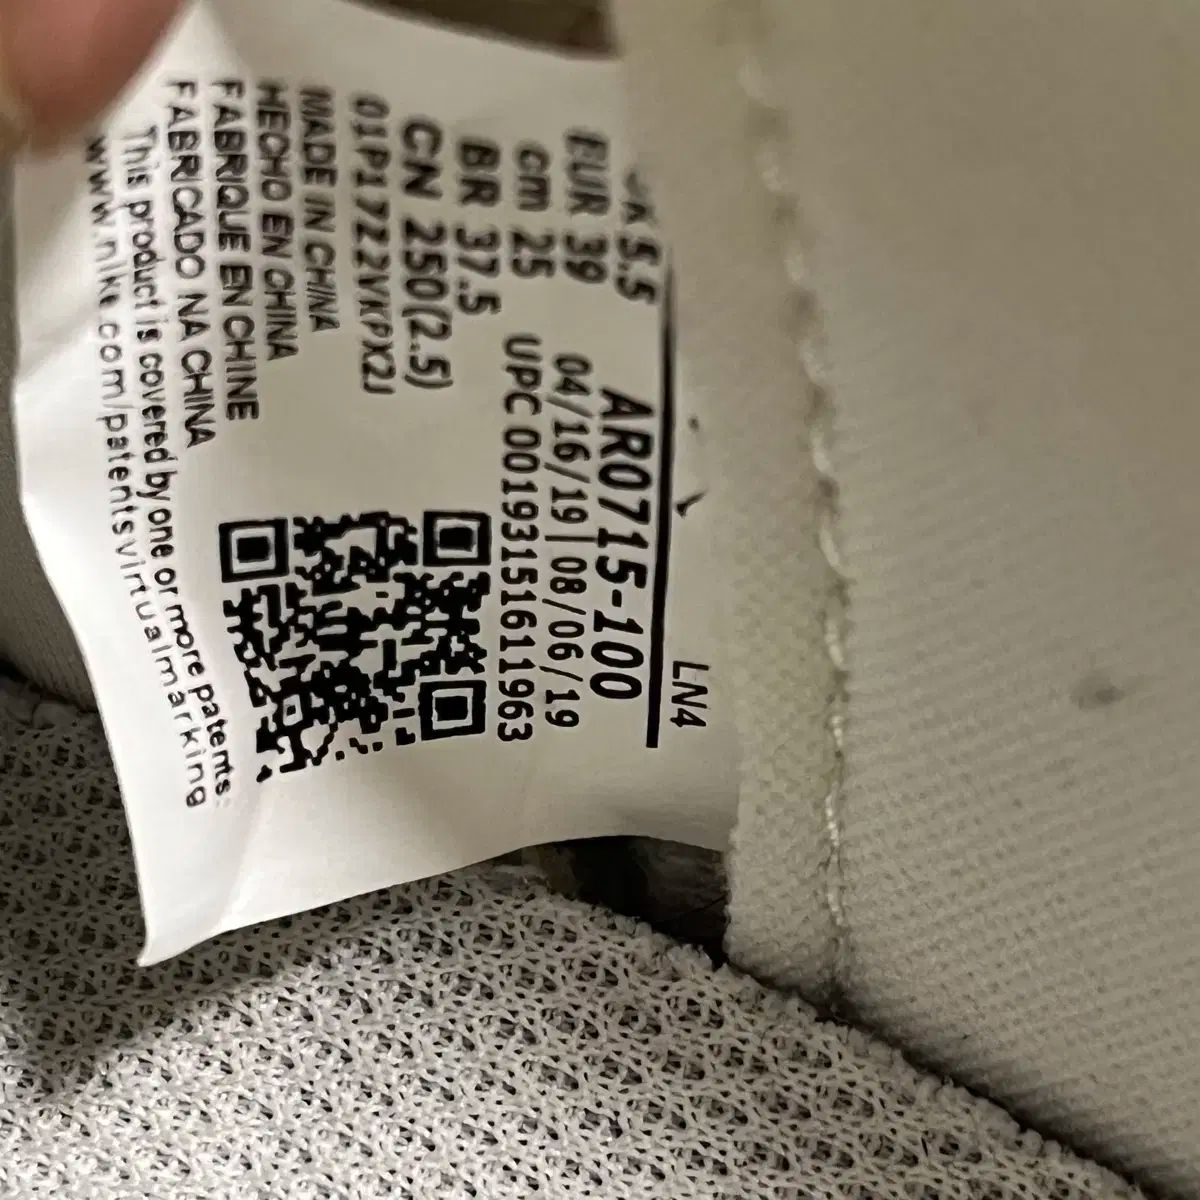 LN4
UK 5.5
EUR 39
cm 25
BR 37.5
CN 250(2.5)
AR0715-100
04/16/19 | 08/06/19
UPC 00193151611963
MADE IN CHINA
HECHO EN CHINA
FABRIQUE EN CHINE
FABRICADO NA CHINA
This product is covered by one or more patents.
www.nike.com/patentsvirtualmarking